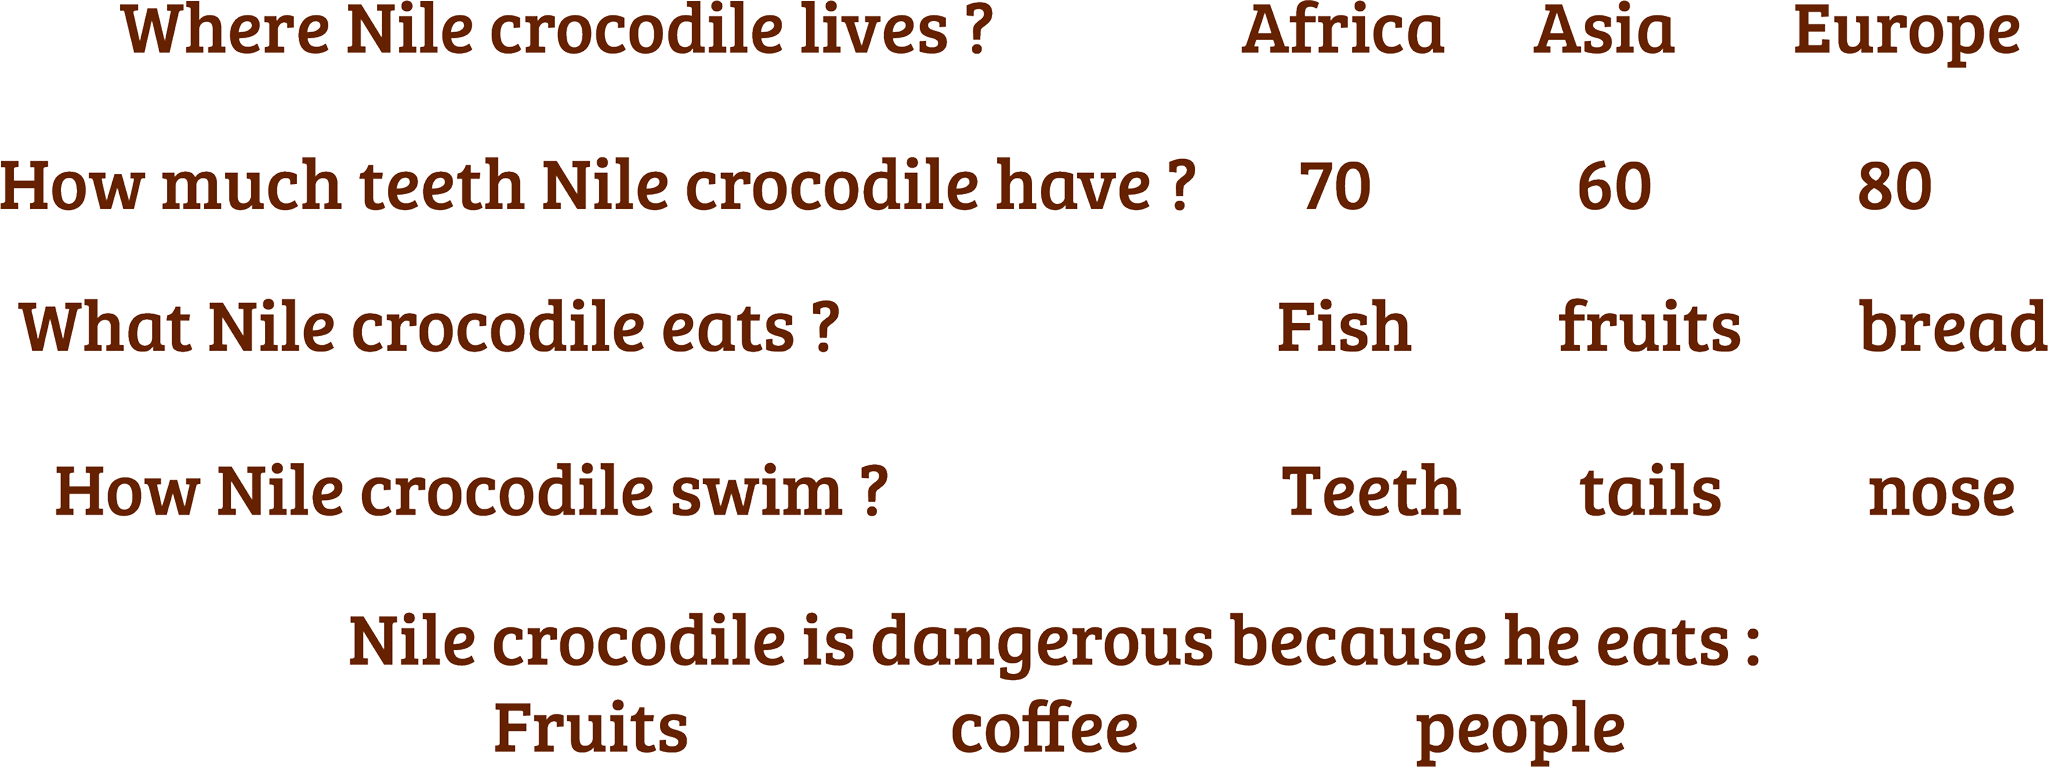 Where Nile crocodile lives ? Africa Asia Europe
How much teeth Nile crocodile have ? 70 60 80
What Nile crocodile eats ? Fish fruits bread
How Nile crocodile swim ? Teeth tails nose
Nile crocodile is dangerous because he eats :
Fruits coffee people